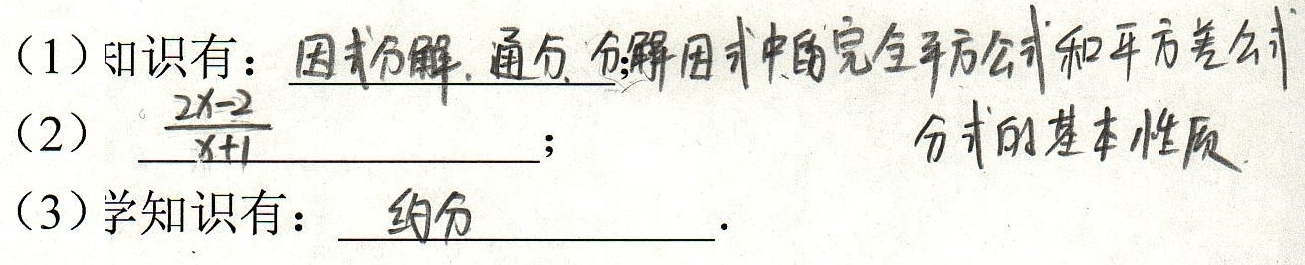 （1）知识有：因式分解、通分、分解因式中的完全平方公式和平方差公式
分式的基本性质.
（2）$\frac{2x-2}{x+1}$；
（3）学知识有：约分.